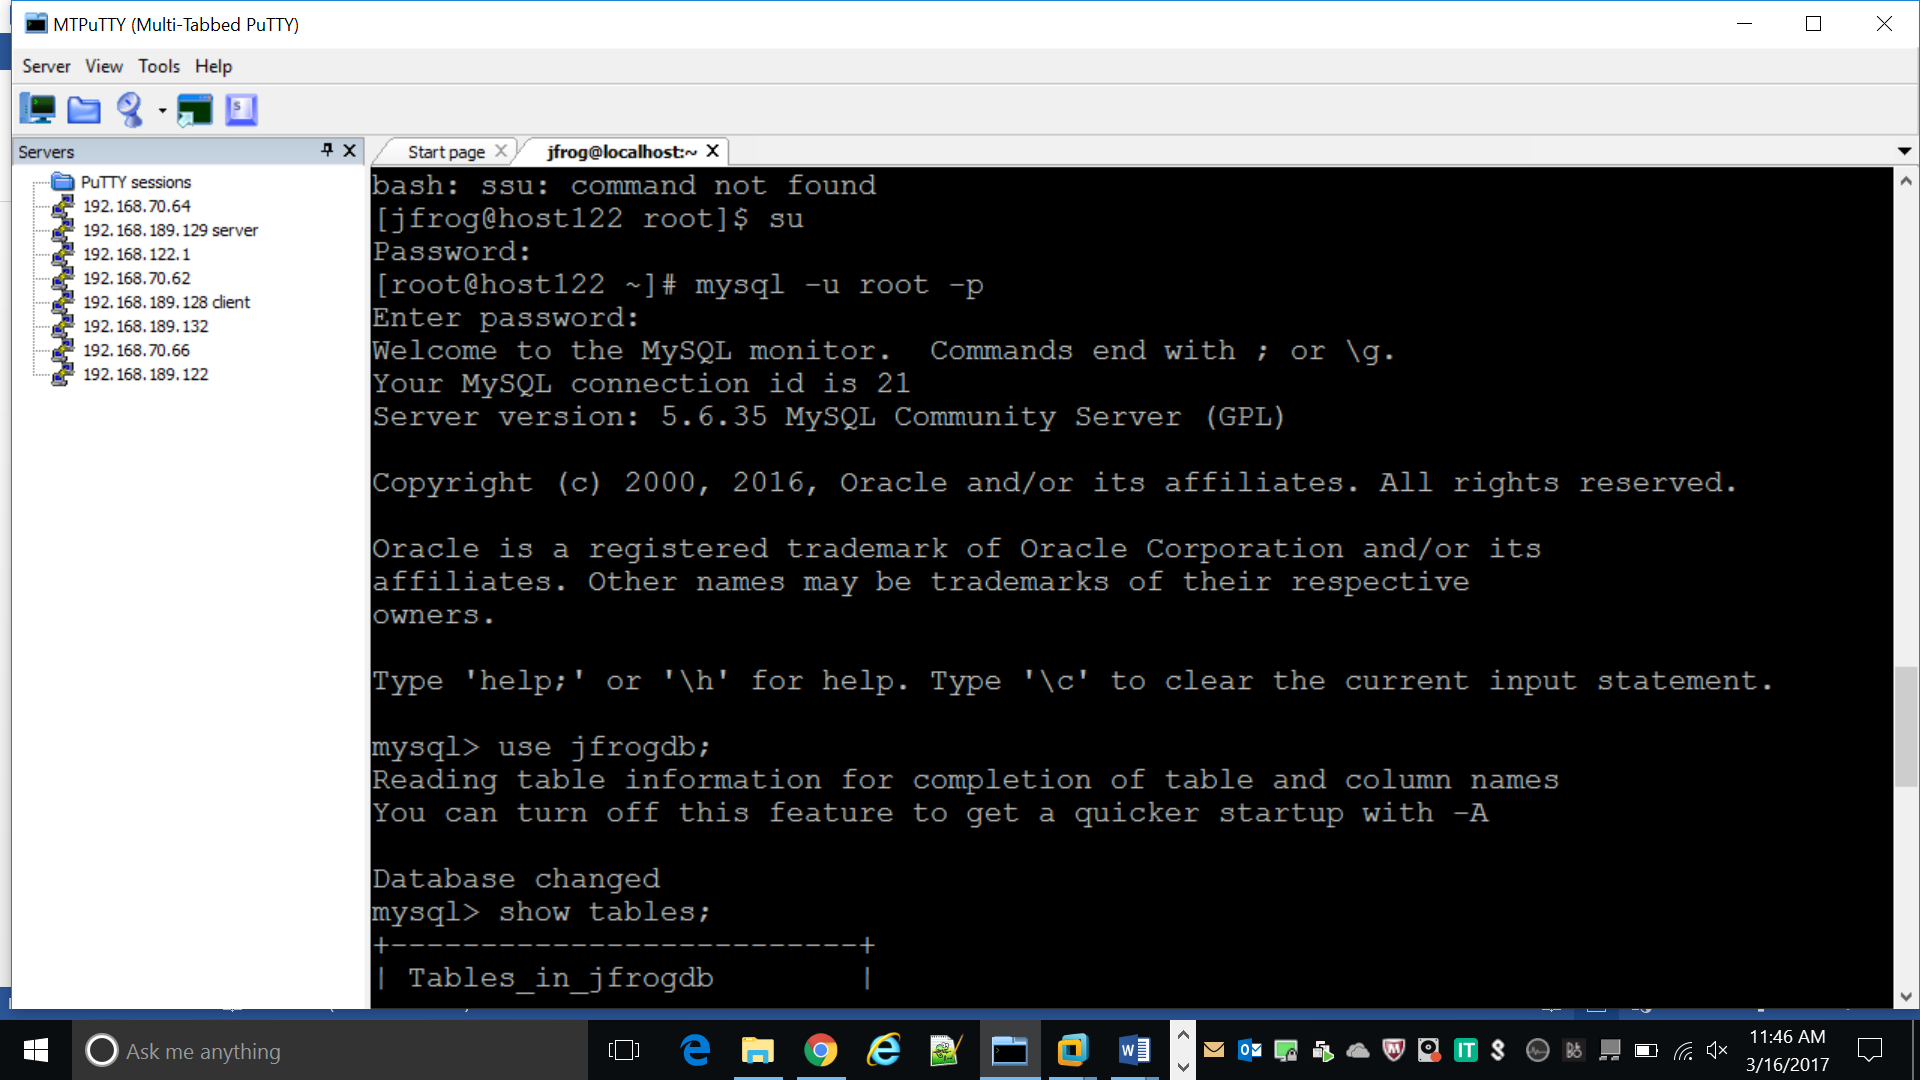 MTPuTTY (Multi-Tabbed PuTTY)
Server View Tools Help
Servers
PuTTY sessions
192.168.70.64
192.168.189.129 server
192.168.122.1
192.168.70.62
192.168.189.128 client
192.168.189.132
192.168.70.66
192.168.189.122
Start page jfrog@localhost:~
bash: ssu: command not found
[jfrog@host122 root]$ su
Password:
[root@host122 ~]# mysql -u root -p
Enter password:
Welcome to the MySQL monitor.  Commands end with ; or \g.
Your MySQL connection id is 21
Server version: 5.6.35 MySQL Community Server (GPL)
Copyright (c) 2000, 2016, Oracle and/or its affiliates. All rights reserved.
Oracle is a registered trademark of Oracle Corporation and/or its
affiliates. Other names may be trademarks of their respective
owners.
Type 'help;' or '\h' for help. Type '\c' to clear the current input statement.
mysql> use jfrogdb;
Reading table information for completion of table and column names
You can turn off this feature to get a quicker startup with -A
Database changed
mysql> show tables;
+--------------------------+
| Tables_in_jfrogdb        |
Ask me anything
11:46 AM
3/16/2017